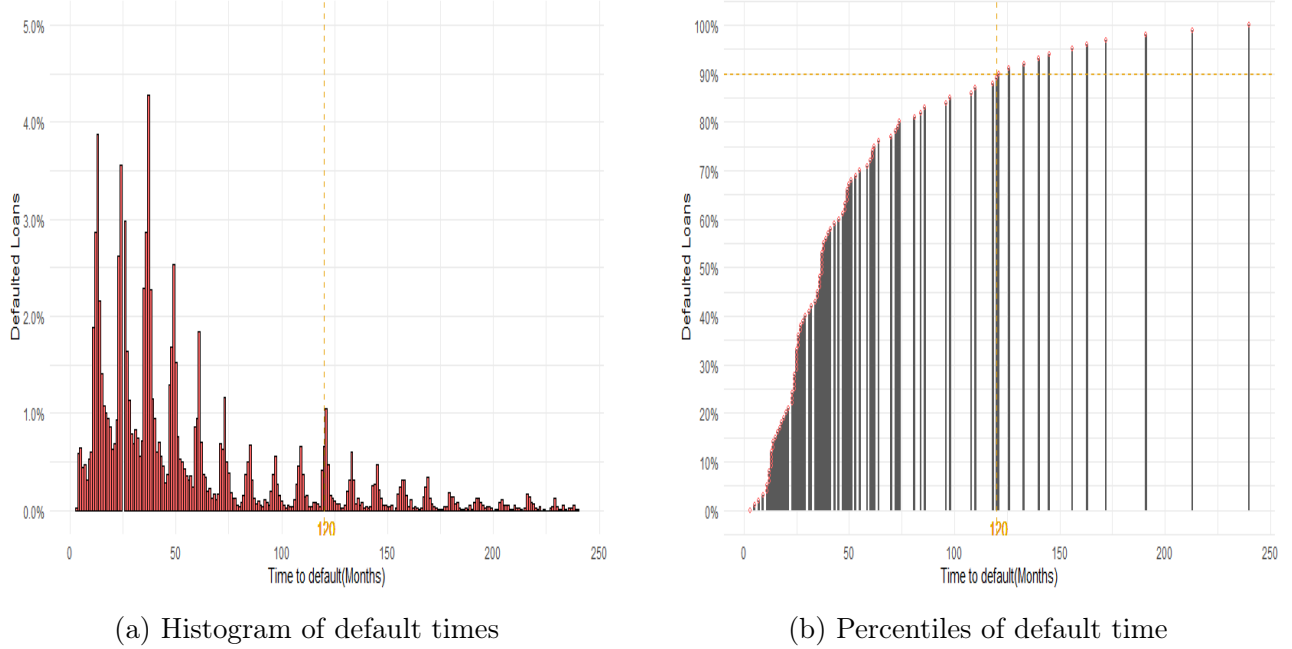 5.0%
4.0%
3.0%
2.0%
1.0%
0.0%
Defaulted Loans
120
0 50 100 150 200 250
Time to default(Months)
(a) Histogram of default times
100%
90%
80%
70%
60%
50%
40%
30%
20%
10%
0%
Defaulted Loans
120
0 50 100 150 200 250
Time to default(Months)
(b) Percentiles of default time